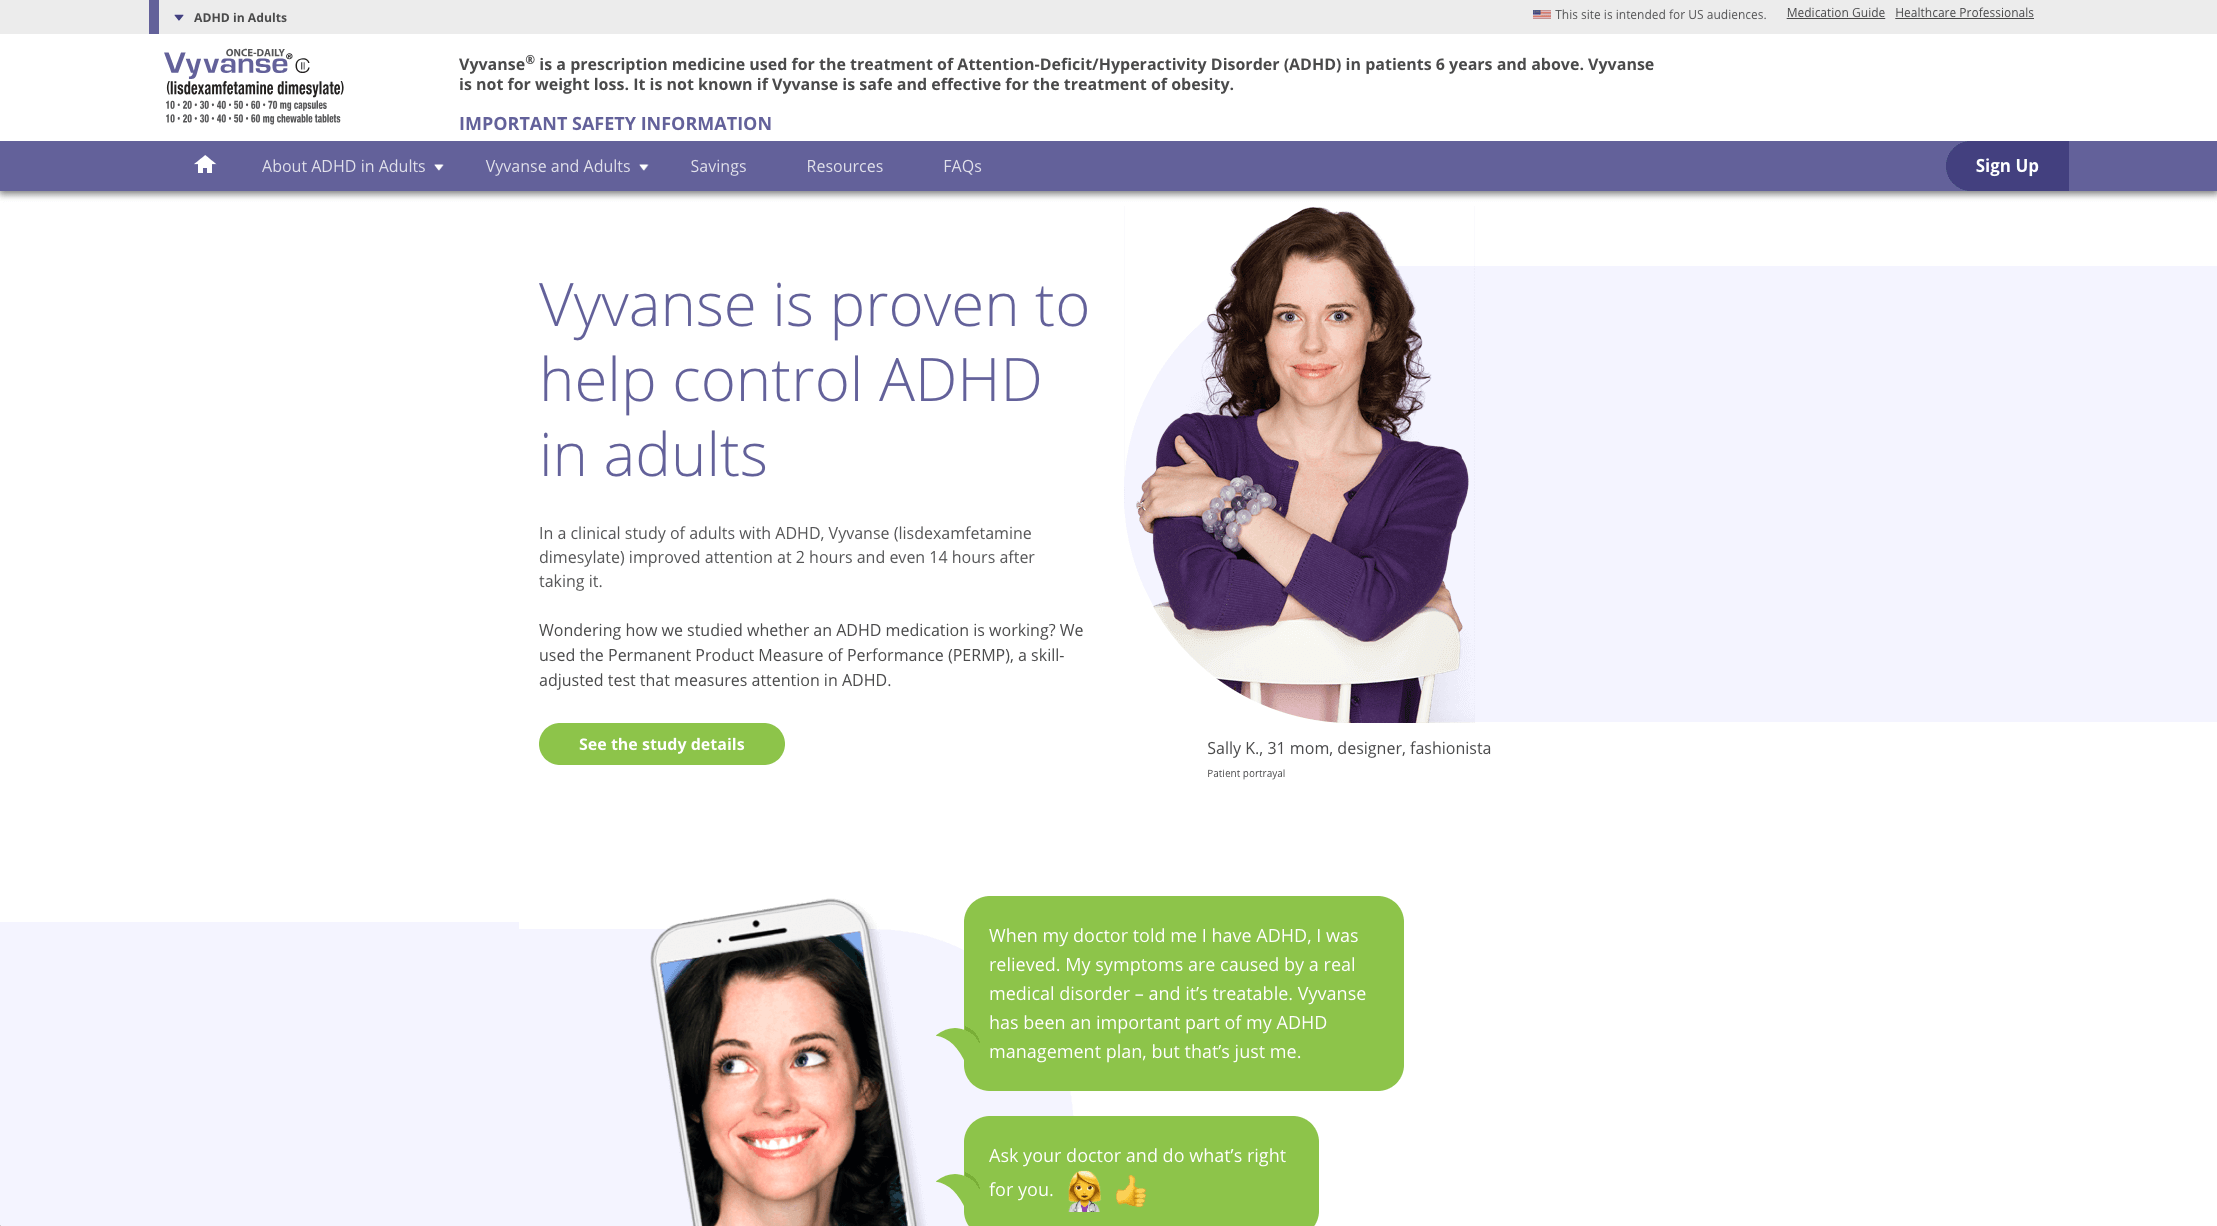 ADHD in Adults
This site is intended for US audiences. Medication Guide Healthcare Professionals
ONCE-DAILY
Vyvanse® CII
(lisdexamfetamine dimesylate)
10 • 20 • 30 • 40 • 50 • 60 • 70 mg capsules
10 • 20 • 30 • 40 • 50 • 60 mg chewable tablets
Vyvanse® is a prescription medicine used for the treatment of Attention-Deficit/Hyperactivity Disorder (ADHD) in patients 6 years and above. Vyvanse
is not for weight loss. It is not known if Vyvanse is safe and effective for the treatment of obesity.
IMPORTANT SAFETY INFORMATION
About ADHD in Adults Vyvanse and Adults Savings Resources FAQs Sign Up
Vyvanse is proven to
help control ADHD
in adults
In a clinical study of adults with ADHD, Vyvanse (lisdexamfetamine
dimesylate) improved attention at 2 hours and even 14 hours after
taking it.
Wondering how we studied whether an ADHD medication is working? We
used the Permanent Product Measure of Performance (PERMP), a skill-
adjusted test that measures attention in ADHD.
See the study details
Sally K., 31 mom, designer, fashionista
Patient portrayal
When my doctor told me I have ADHD, I was
relieved. My symptoms are caused by a real
medical disorder – and it’s treatable. Vyvanse
has been an important part of my ADHD
management plan, but that’s just me.
Ask your doctor and do what’s right
for you.